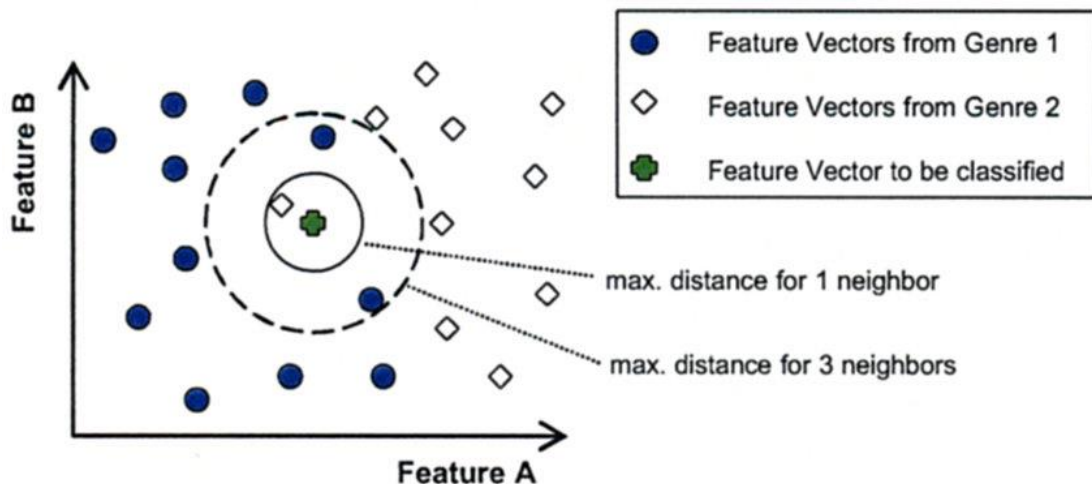 Feature Vectors from Genre 1
Feature Vectors from Genre 2
Feature Vector to be classified
Feature B
max. distance for 1 neighbor
max. distance for 3 neighbors
Feature A